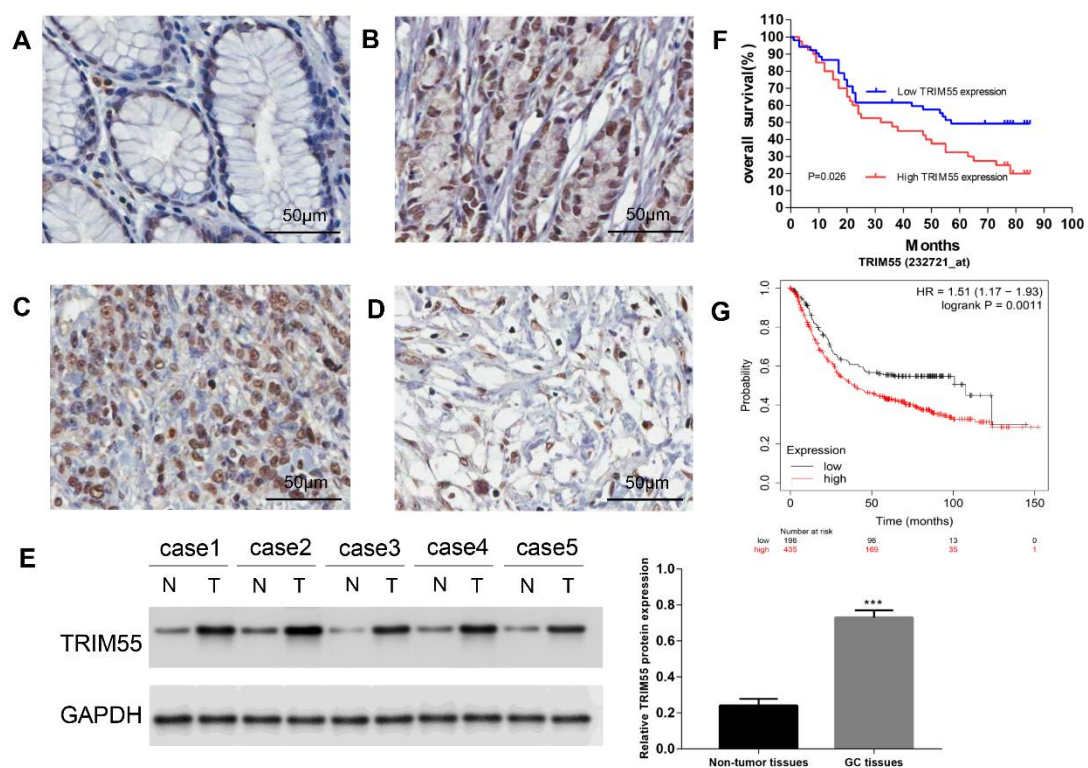 A
50μm
B
50μm
C
50μm
D
50μm
E
case1 case2 case3 case4 case5
N T N T N T N T N T
TRIM55
GAPDH
Relative TRIM55 protein expression
1.0
0.8
0.6
0.4
0.2
0.0
***
Non-tumor tissues GC tissues
F
overall survival(%)
110
100
90
80
70
60
50
40
30
20
10
0
Low TRIM55 expression
P=0.026
High TRIM55 expression
0 10 20 30 40 50 60 70 80 90 100
Months
TRIM55 (232721_at)
G
HR = 1.51 (1.17 − 1.93)
logrank P = 0.0011
Probability
1.0
0.8
0.6
0.4
0.2
0.0
Expression
low
high
0 50 100 150
Time (months)
Number at risk
low 196 96 13 0
high 435 169 35 1